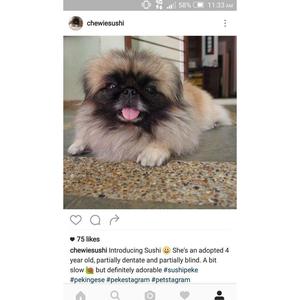 58% 11:33 AM
chewiesushi
75 likes
chewiesushi Introducing Sushi 😀 She's an adopted 4
year old, partially dentate and partially blind. A bit
slow 🐌 but definitely adorable #sushipeke
#pekingese #pekestagram #petstagram